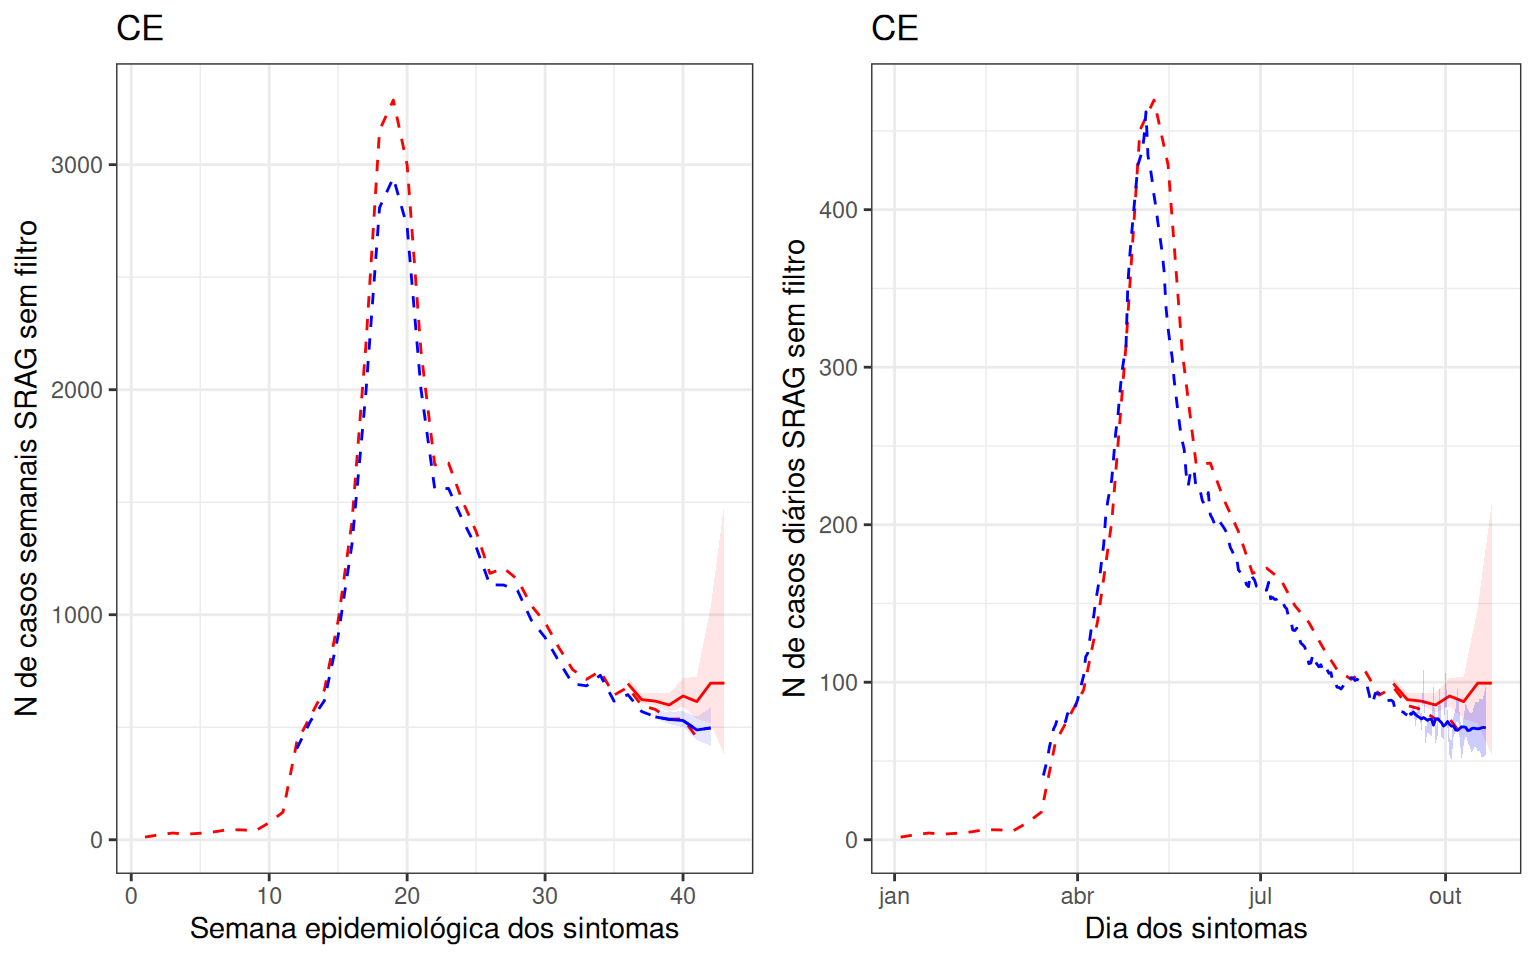 CE
N de casos semanais SRAG sem filtro
3000
2000
1000
0
0 10 20 30 40
Semana epidemiológica dos sintomas
CE
N de casos diários SRAG sem filtro
400
300
200
100
0
jan abr jul out
Dia dos sintomas